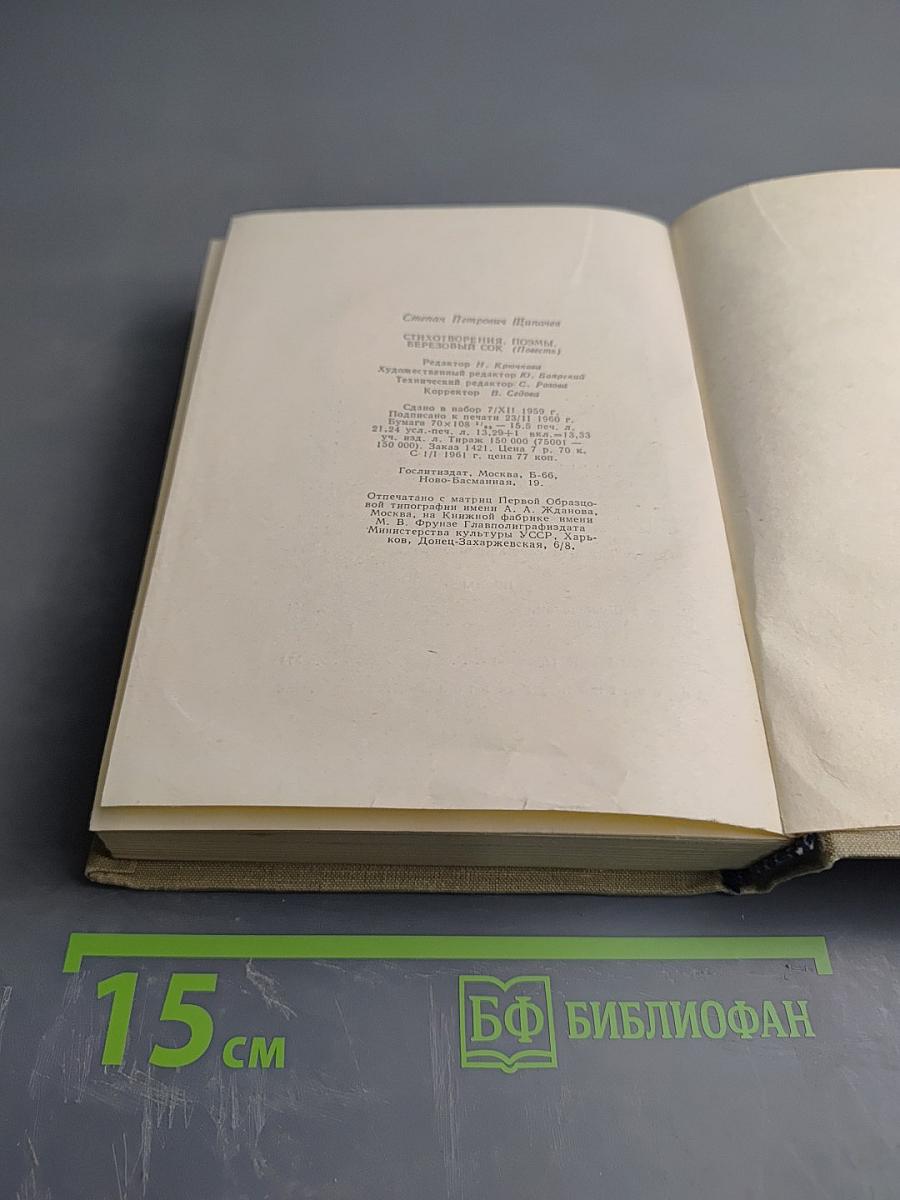 Степан Петрович Щипачев
СТИХОТВОРЕНИЯ. ПОЭМЫ.
БЕРЕЗОВЫЙ СОК (Повесть)
Редактор Н. Крючкова
Художественный редактор Ю. Боярский
Технический редактор С. Розова
Корректор В. Седова
Сдано в набор 7/XII 1959 г.
Подписано к печати 23/II 1960 г.
Бумага 70×108 1/32 — 15,5 печ. л.
21,24 усл.-печ. л. 13,29+1 вкл.=13,33
уч. изд. л. Тираж 150 000 (75001 —
150 000). Заказ 1421. Цена 7 р. 70 к.
С 1/I 1961 г. цена 77 коп.
Гослитиздат, Москва, Б-66,
Ново-Басманная, 19.
Отпечатано с матриц Первой Образцо-
вой типографии имени А. А. Жданова,
Москва, на Книжной фабрике имени
М. В. Фрунзе Главполиграфиздата
Министерства культуры УССР, Харь-
ков, Донец-Захаржевская, 6/8.
15 см
БФ БИБЛИОФАН